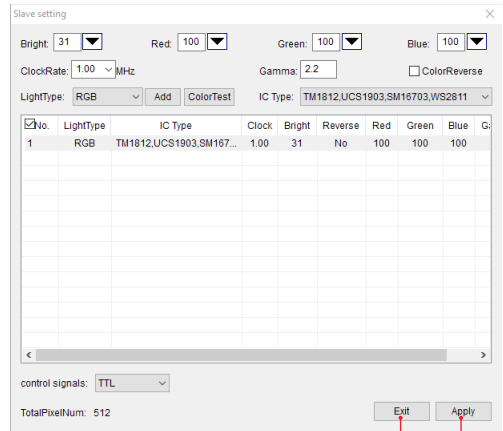 Slave setting
Bright: 31 Red: 100 Green: 100 Blue: 100
ClockRate: 1.00 MHz Gamma: 2.2 ColorReverse
LightType: RGB Add ColorTest IC Type: TM1812,UCS1903,SM16703,WS2811
No. LightType IC Type Clock Bright Reverse Red Green Blue G
1 RGB TM1812,UCS1903,SM167... 1.00 31 No 100 100 100
control signals: TTL
TotalPixelNum: 512
Exit Apply